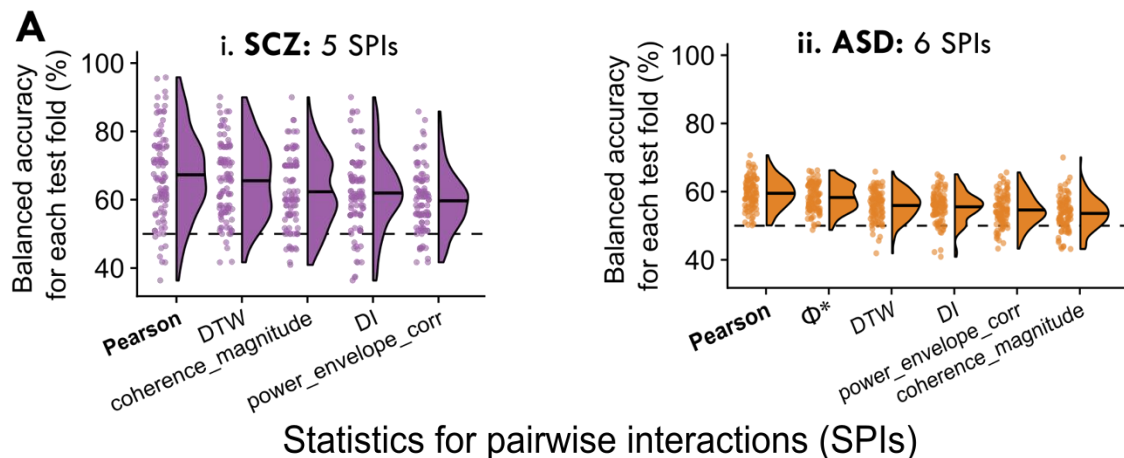 A
i. SCZ: 5 SPIs
Balanced accuracy
for each test fold (%)
100
80
60
40
Pearson
DTW
coherence_magnitude
DI
power_envelope_corr
ii. ASD: 6 SPIs
Balanced accuracy
for each test fold (%)
100
80
60
40
Pearson
Φ*
DTW
DI
power_envelope_corr
coherence_magnitude
Statistics for pairwise interactions (SPIs)